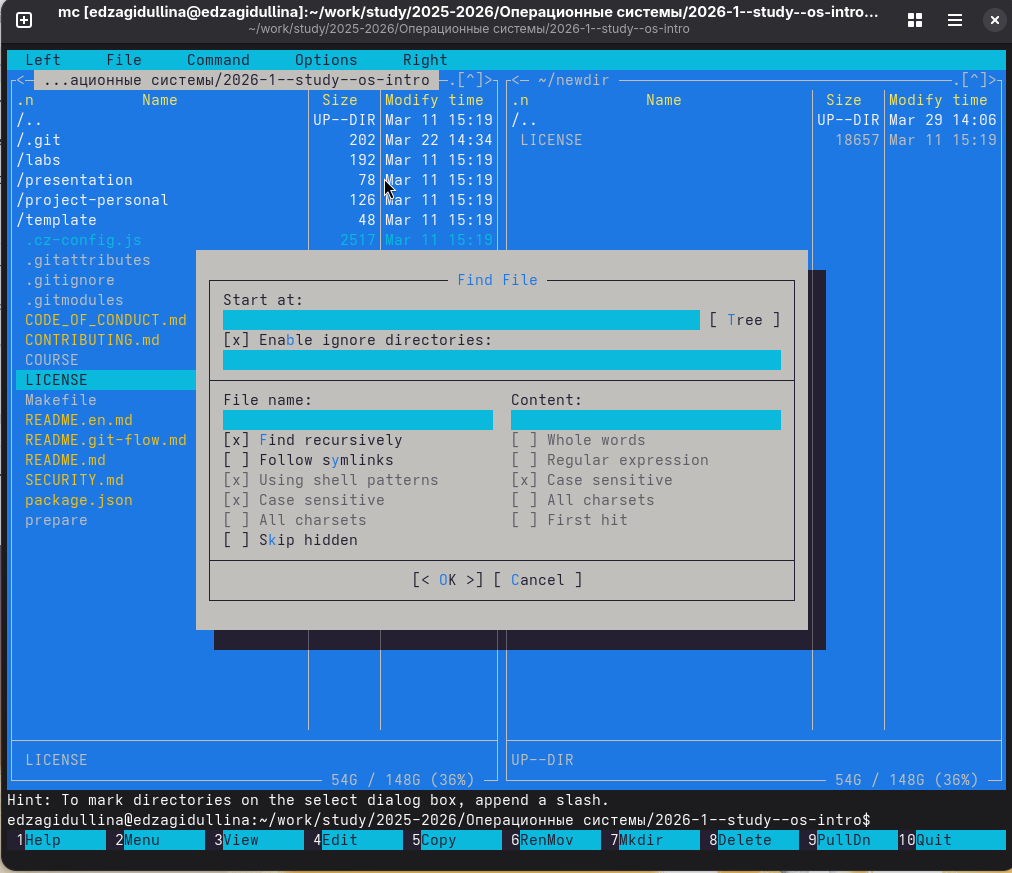 mc [edzagidullina@edzagidullina]:~/work/study/2025-2026/Операционные системы/2026-1--study--os-intro...
~/work/study/2025-2026/Операционные системы/2026-1--study--os-intro
Left File Command Options Right
<— ...ационные системы/2026-1--study--os-intro .[^]> <— ~/newdir .[^]>
.n Name Size Modify time .n Name Size Modify time
/.. UP--DIR Mar 11 15:19 /.. UP--DIR Mar 29 14:06
/.git 202 Mar 22 14:34 LICENSE 18657 Mar 11 15:19
/labs 192 Mar 11 15:19
/presentation 78 Mar 11 15:19
/project-personal 126 Mar 11 15:19
/template 48 Mar 11 15:19
.cz-config.js 2517 Mar 11 15:19
.gitattributes
.gitignore
.gitmodules
CODE_OF_CONDUCT.md
CONTRIBUTING.md
COURSE
LICENSE
Makefile
README.en.md
README.git-flow.md
README.md
SECURITY.md
package.json
prepare
Find File
Start at:
[ Tree ]
[x] Enable ignore directories:
File name: Content:
[x] Find recursively [ ] Whole words
[ ] Follow symlinks [ ] Regular expression
[x] Using shell patterns [x] Case sensitive
[x] Case sensitive [ ] All charsets
[ ] All charsets [ ] First hit
[ ] Skip hidden
[< OK >] [ Cancel ]
LICENSE UP--DIR
54G / 148G (36%) 54G / 148G (36%)
Hint: To mark directories on the select dialog box, append a slash.
edzagidullina@edzagidullina:~/work/study/2025-2026/Операционные системы/2026-1--study--os-intro$
1Help 2Menu 3View 4Edit 5Copy 6RenMov 7Mkdir 8Delete 9PullDn 10Quit